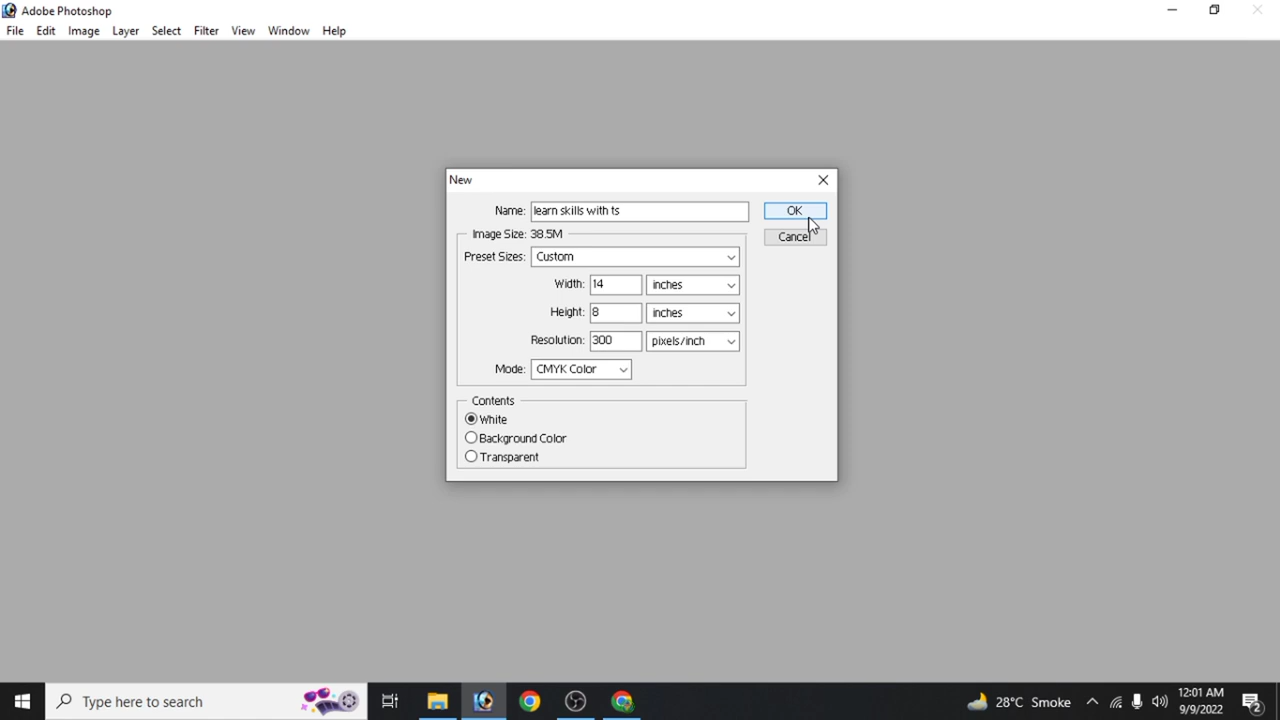 Adobe Photoshop
File Edit Image Layer Select Filter View Window Help
New
Name: learn skills with ts OK
Image Size: 38.5M Cancel
Preset Sizes: Custom
Width: 14 inches
Height: 8 inches
Resolution: 300 pixels/inch
Mode: CMYK Color
Contents
White
Background Color
Transparent
Type here to search
28°C Smoke
12:01 AM
9/9/2022
2